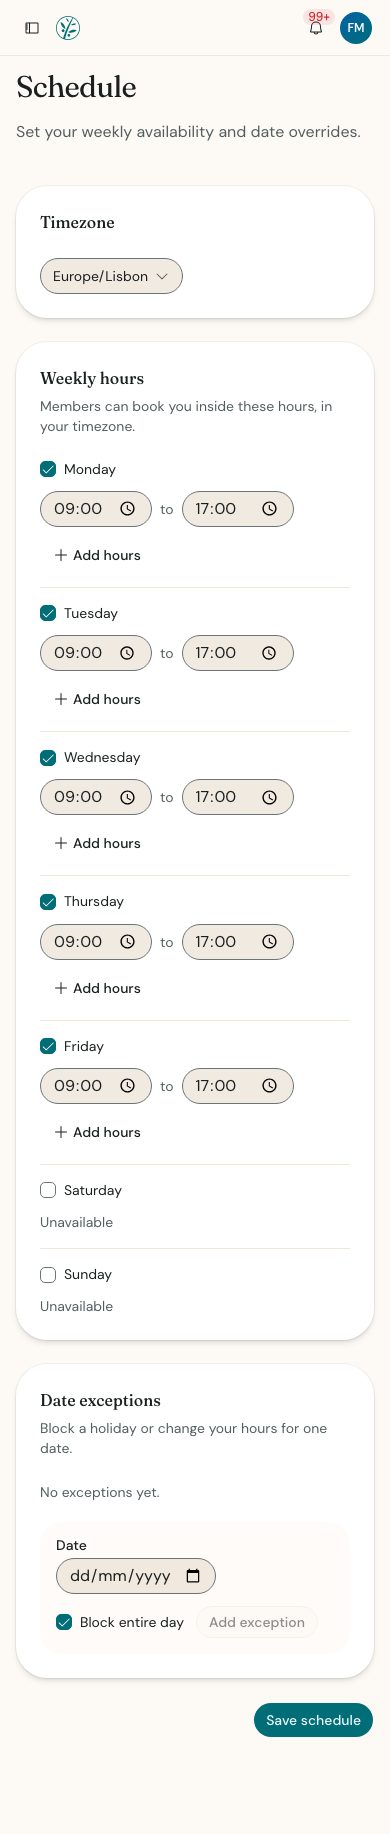 99+
FM
Schedule
Set your weekly availability and date overrides.
Timezone
Europe/Lisbon
Weekly hours
Members can book you inside these hours, in
your timezone.
Monday
09:00 to 17:00
Add hours
Tuesday
09:00 to 17:00
Add hours
Wednesday
09:00 to 17:00
Add hours
Thursday
09:00 to 17:00
Add hours
Friday
09:00 to 17:00
Add hours
Saturday
Unavailable
Sunday
Unavailable
Date exceptions
Block a holiday or change your hours for one
date.
No exceptions yet.
Date
dd/mm/yyyy
Block entire day Add exception
Save schedule